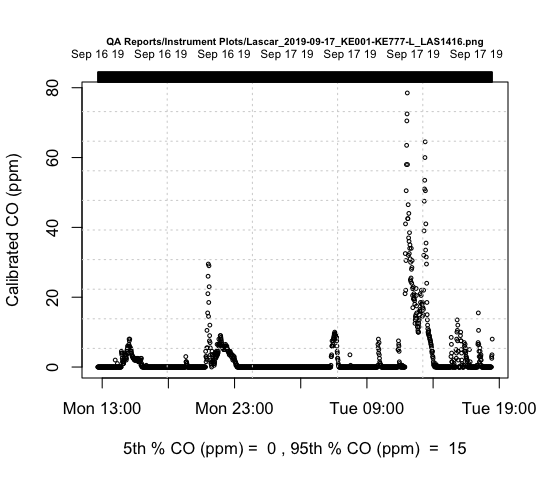 QA Reports/Instrument Plots/Lascar_2019-09-17_KE001-KE777-L_LAS1416.png
Sep 16 19 Sep 16 19 Sep 16 19 Sep 17 19 Sep 17 19 Sep 17 19 Sep 17 19
80
60
40
20
0
Calibrated CO (ppm)
Mon 13:00 Mon 23:00 Tue 09:00 Tue 19:00
5th % CO (ppm) = 0 , 95th % CO (ppm) = 15